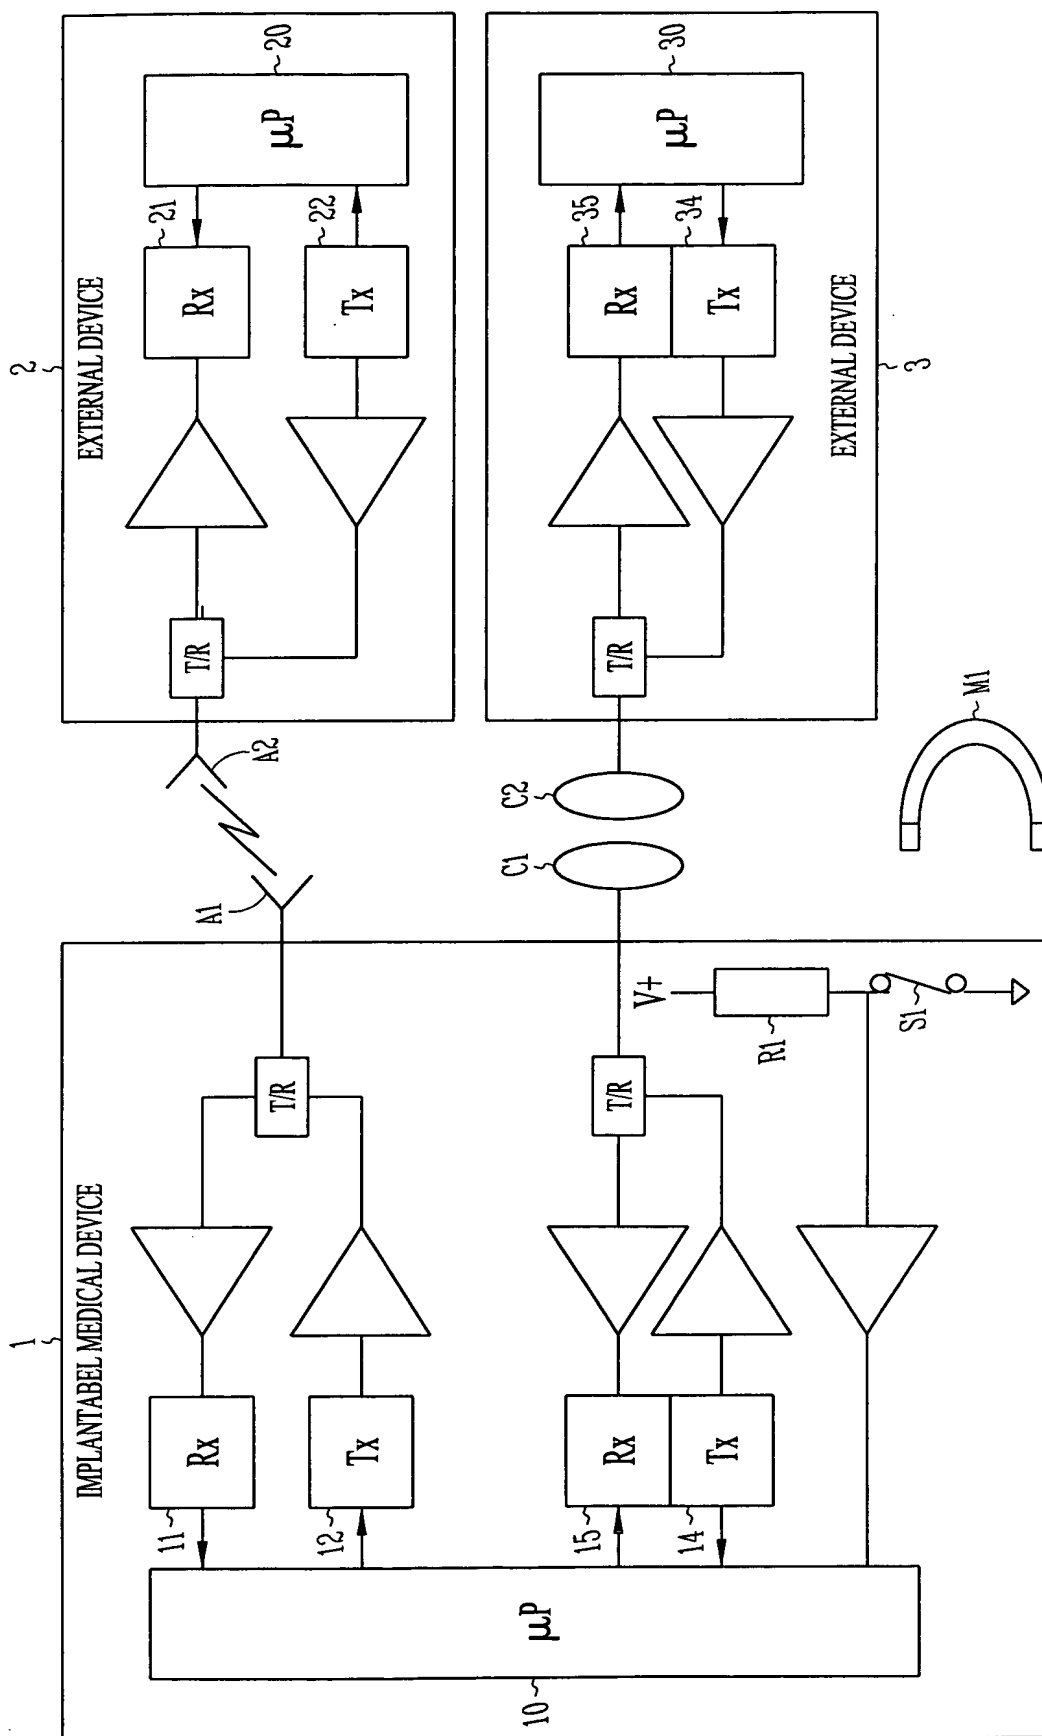 1
IMPLANTABEL MEDICAL DEVICE
10
μP
11
Rx
12
Tx
15
Rx
14
Tx
T/R
T/R
V+
R1
S1
A1
A2
C1
C2
M1
2
EXTERNAL DEVICE
T/R
21
Rx
22
Tx
20
μP
3
EXTERNAL DEVICE
T/R
35
Rx
34
Tx
30
μP